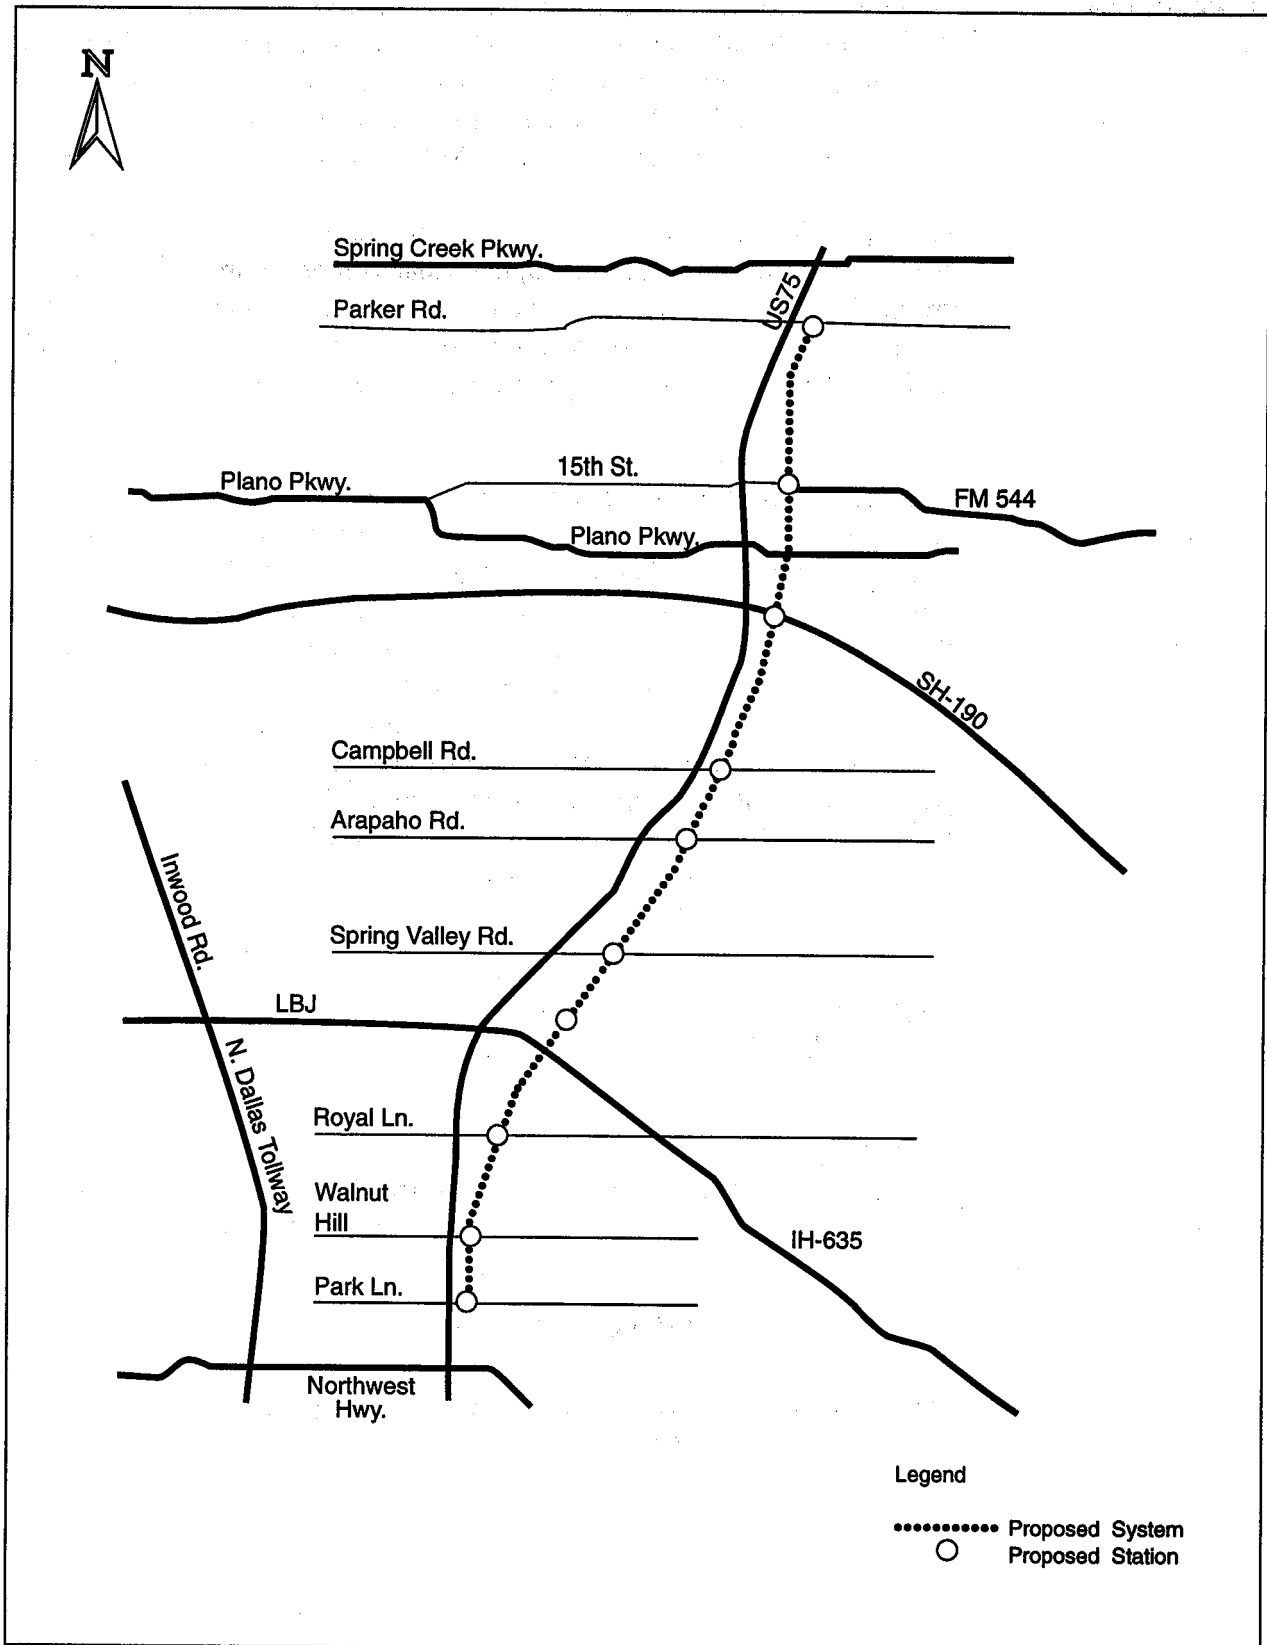 N
Spring Creek Pkwy.
US75
Parker Rd.
15th St.
Plano Pkwy.
FM 544
Plano Pkwy.
SH-190
Campbell Rd.
Arapaho Rd.
Inwood Rd.
Spring Valley Rd.
LBJ
N. Dallas Tollway
Royal Ln.
Walnut
Hill
IH-635
Park Ln.
Northwest
Hwy.
Legend
Proposed System
Proposed Station